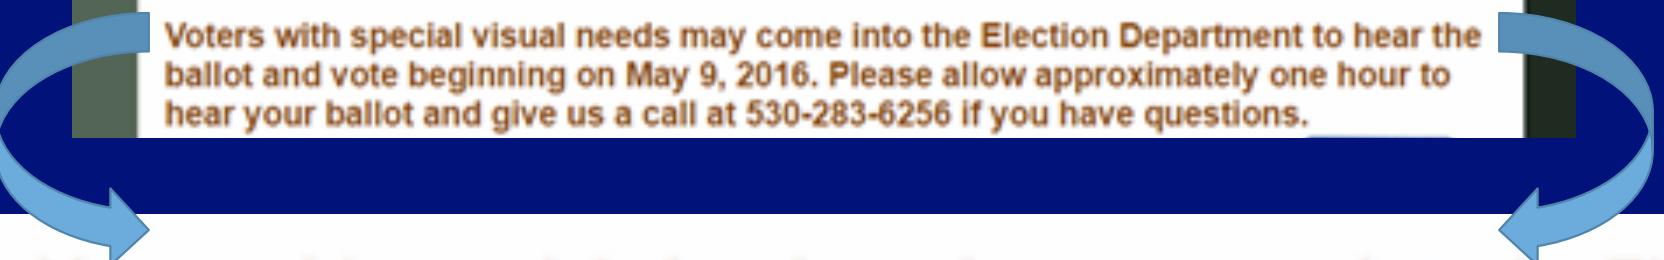 Voters with special visual needs may come into the Election Department to hear the
ballot and vote beginning on May 9, 2016. Please allow approximately one hour to
hear your ballot and give us a call at 530-283-6256 if you have questions.